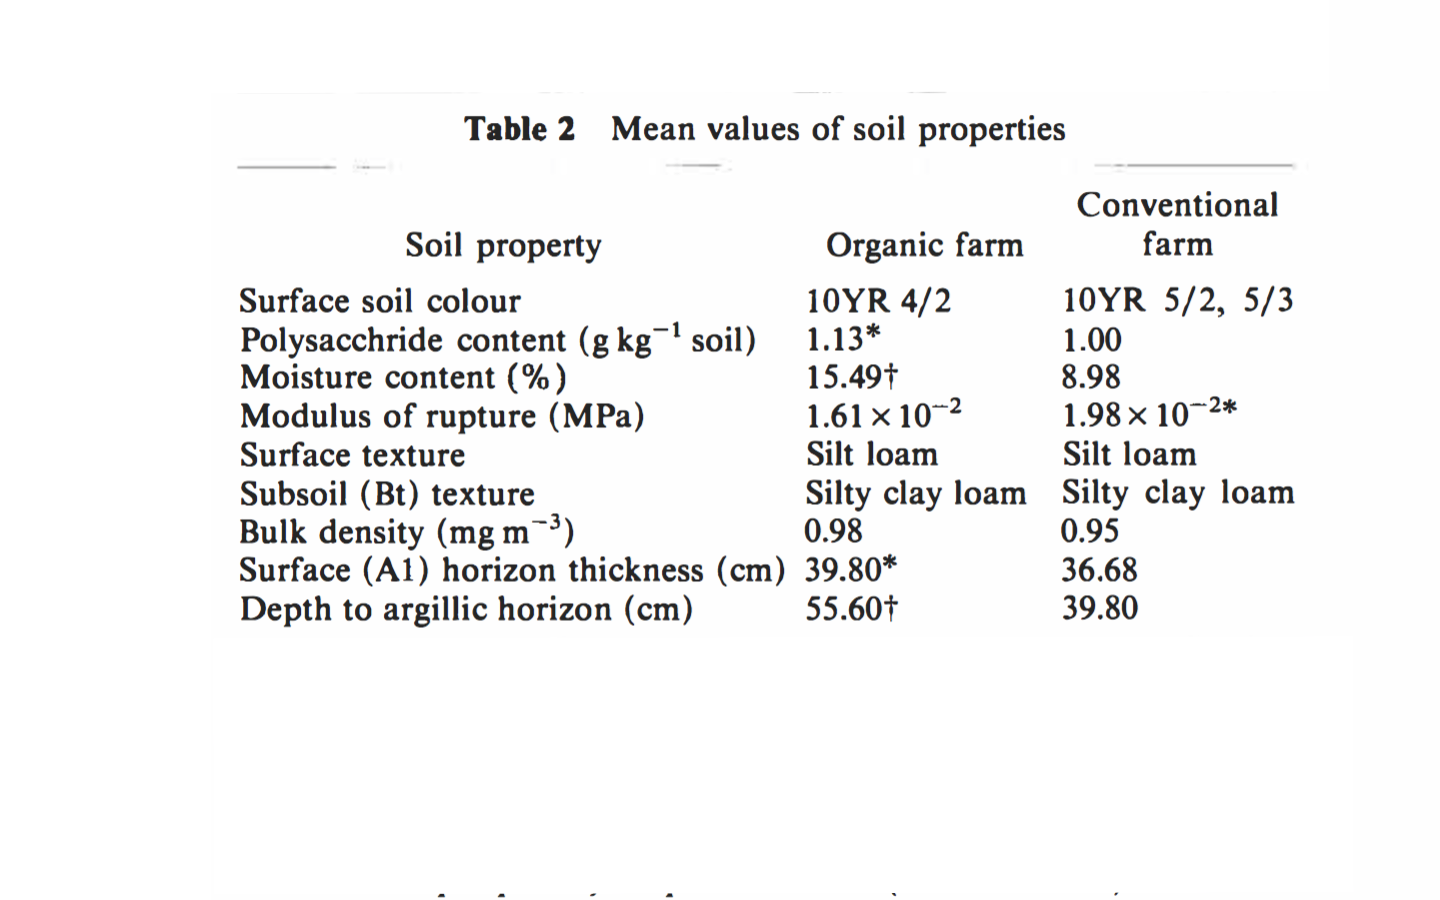 Table 2 Mean values of soil properties
Soil property Organic farm Conventional farm
Surface soil colour 10YR 4/2 10YR 5/2, 5/3
Polysacchride content (g kg⁻¹ soil) 1.13* 1.00
Moisture content (%) 15.49† 8.98
Modulus of rupture (MPa) 1.61 × 10⁻² 1.98 × 10⁻²*
Surface texture Silt loam Silt loam
Subsoil (Bt) texture Silty clay loam Silty clay loam
Bulk density (mg m⁻³) 0.98 0.95
Surface (A1) horizon thickness (cm) 39.80* 36.68
Depth to argillic horizon (cm) 55.60† 39.80